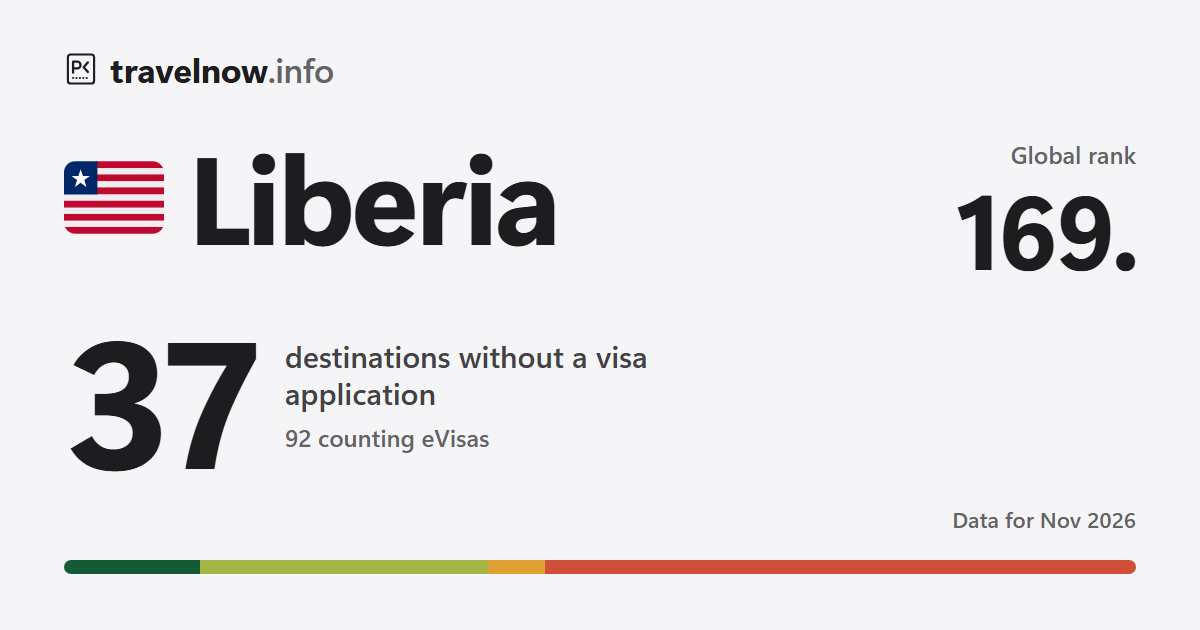 travelnow.info
Liberia
Global rank
169.
37
destinations without a visa
application
92 counting eVisas
Data for Nov 2026